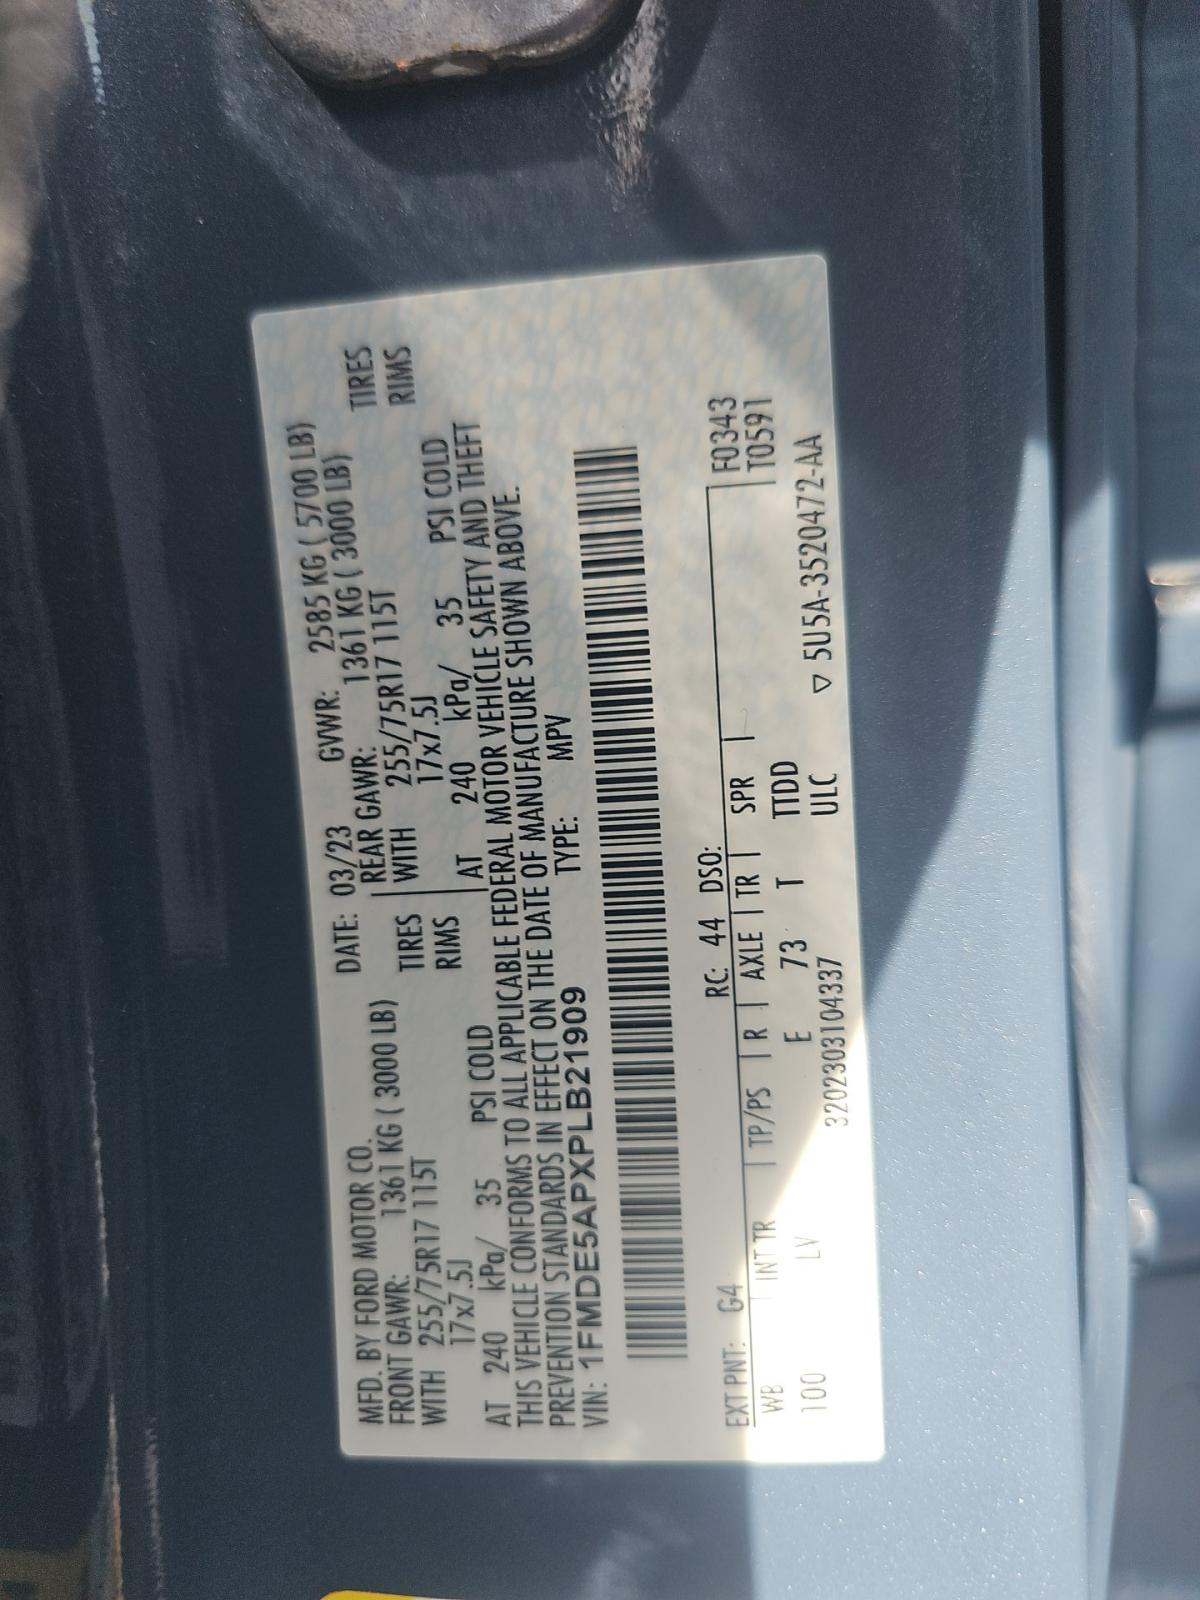 MFD. BY FORD MOTOR CO. DATE: 03/23 GVWR: 2585 KG ( 5700 LB)
FRONT GAWR: 1361 KG ( 3000 LB) REAR GAWR: 1361 KG ( 3000 LB)
WITH 255/75R17 115T TIRES WITH 255/75R17 115T TIRES
17x7.5J RIMS 17x7.5J RIMS
AT 240 kPa/ 35 PSI COLD AT 240 kPa/ 35 PSI COLD
THIS VEHICLE CONFORMS TO ALL APPLICABLE FEDERAL MOTOR VEHICLE SAFETY AND THEFT
PREVENTION STANDARDS IN EFFECT ON THE DATE OF MANUFACTURE SHOWN ABOVE.
VIN: 1FMDE5APXPLB21909 TYPE: MPV
EXT PNT: G4 RC: 44 DSO: F0343
WB | INT TR | TP/PS | R | AXLE | TR | SPR | T0591
100 LV E 73 T TTDD
3202303104337 ULC ▽ 5U5A-3520472-AA